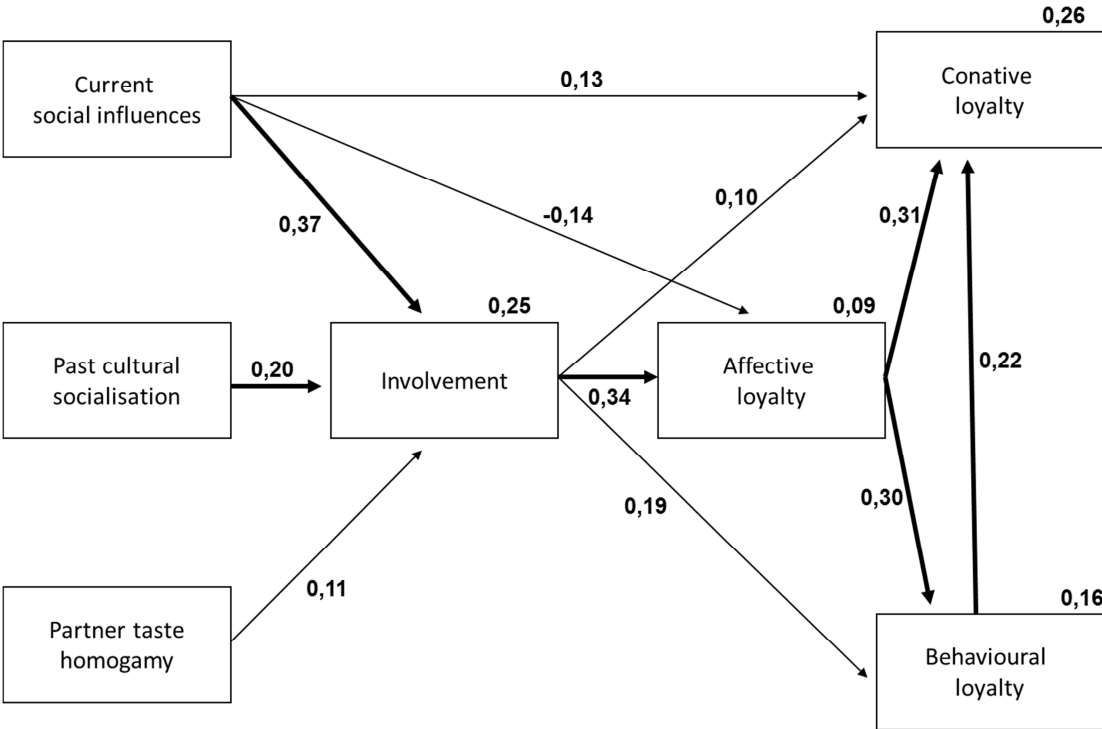 0,26
Current
social influences
0,13
Conative
loyalty
0,10
-0,14
0,31
0,37
0,25
0,09
Past cultural
socialisation
0,20
Involvement
0,34
Affective
loyalty
0,22
0,30
0,19
0,11
0,16
Partner taste
homogamy
Behavioural
loyalty